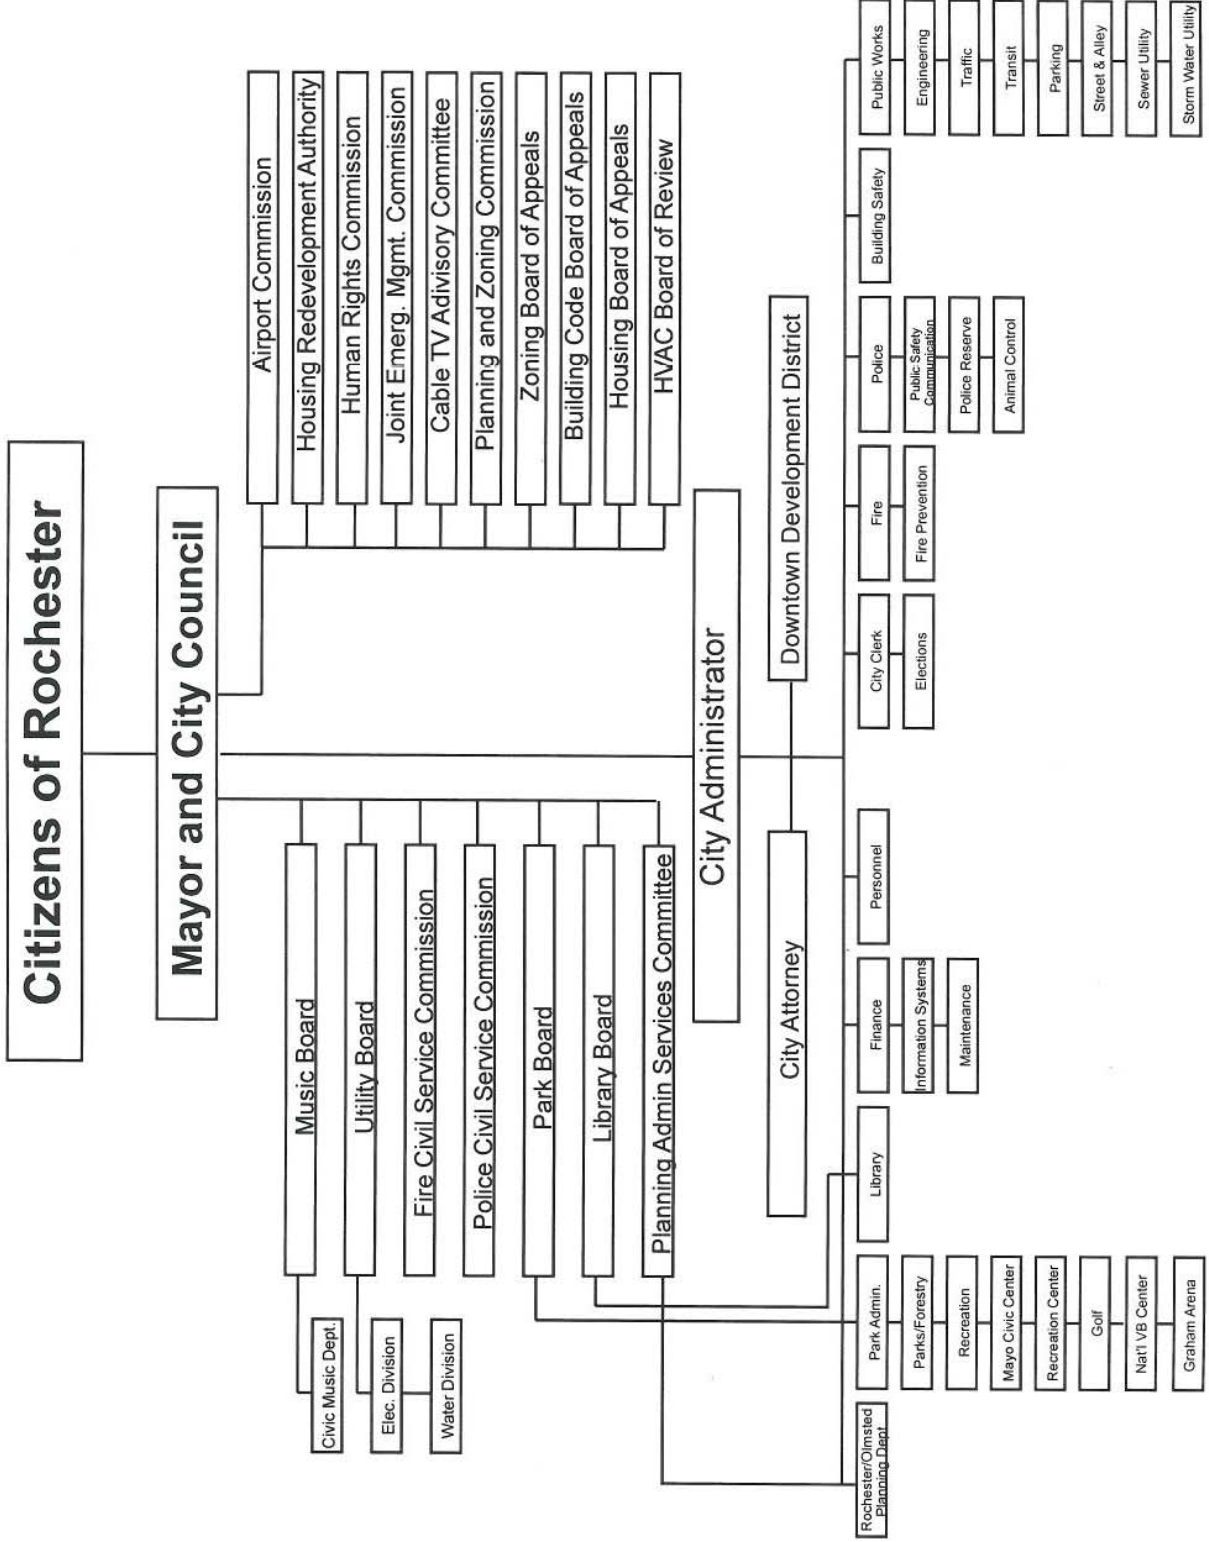 Citizens of Rochester
Mayor and City Council
Music Board
Civic Music Dept.
Utility Board
Elec. Division
Water Division
Fire Civil Service Commission
Police Civil Service Commission
Park Board
Library Board
Planning Admin Services Committee
Airport Commission
Housing Redevelopment Authority
Human Rights Commission
Joint Emerg. Mgmt. Commission
Cable TV Adivisory Committee
Planning and Zoning Commission
Zoning Board of Appeals
Building Code Board of Appeals
Housing Board of Appeals
HVAC Board of Review
City Administrator
City Attorney
Downtown Development District
Rochester/Olmsted
Planning Dept
Park Admin.
Parks/Forestry
Recreation
Mayo Civic Center
Recreation Center
Golf
Nat'l VB Center
Graham Arena
Library
Finance
Information Systems
Maintenance
Personnel
City Clerk
Elections
Fire
Fire Prevention
Police
Public Safety
Communication
Police Reserve
Animal Control
Building Safety
Public Works
Engineering
Traffic
Transit
Parking
Street & Alley
Sewer Utility
Storm Water Utility